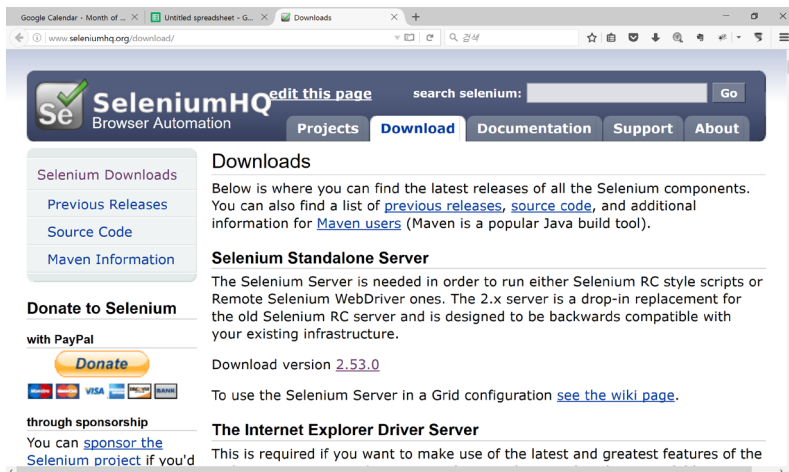 Google Calendar - Month of ...
Untitled spreadsheet - G...
Downloads
www.seleniumhq.org/download/
검색
Se
SeleniumHQ
Browser Automation
edit this page
search selenium:
Go
Projects
Download
Documentation
Support
About
Selenium Downloads
Previous Releases
Source Code
Maven Information
Donate to Selenium
with PayPal
Donate
VISA
BANK
through sponsorship
You can sponsor the
Selenium project if you'd
Downloads
Below is where you can find the latest releases of all the Selenium components.
You can also find a list of previous releases, source code, and additional
information for Maven users (Maven is a popular Java build tool).
Selenium Standalone Server
The Selenium Server is needed in order to run either Selenium RC style scripts or
Remote Selenium WebDriver ones. The 2.x server is a drop-in replacement for
the old Selenium RC server and is designed to be backwards compatible with
your existing infrastructure.
Download version 2.53.0
To use the Selenium Server in a Grid configuration see the wiki page.
The Internet Explorer Driver Server
This is required if you want to make use of the latest and greatest features of the